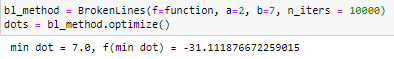 bl_method = BrokenLines(f=function, a=2, b=7, n_iters = 10000)
dots = bl_method.optimize()
min dot = 7.0, f(min dot) = -31.111876672259015